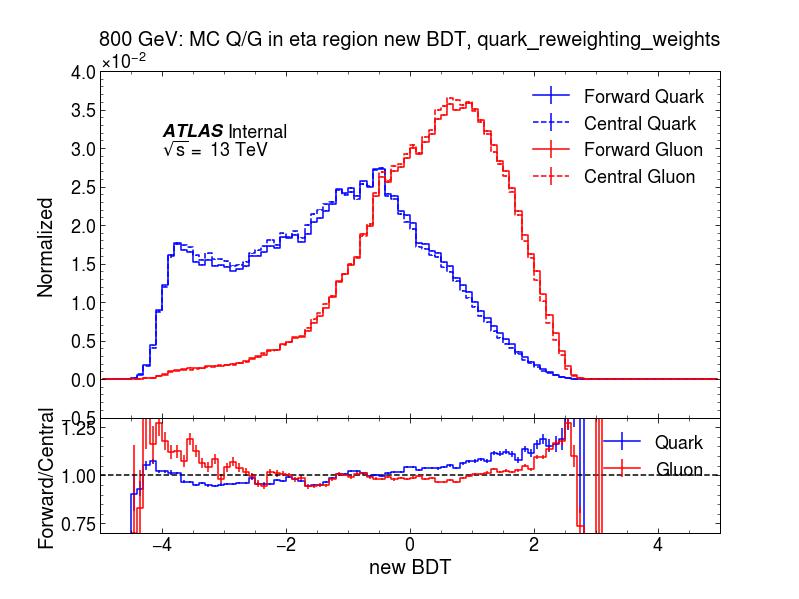 800 GeV: MC Q/G in eta region new BDT, quark_reweighting_weights
×10⁻²
4.0
3.5
3.0
2.5
2.0
1.5
1.0
0.5
0.0
Normalized
ATLAS Internal
√s = 13 TeV
Forward Quark
Central Quark
Forward Gluon
Central Gluon
0.5
1.25
1.00
0.75
Forward/Central
Quark
Gluon
−4 −2 0 2 4
new BDT